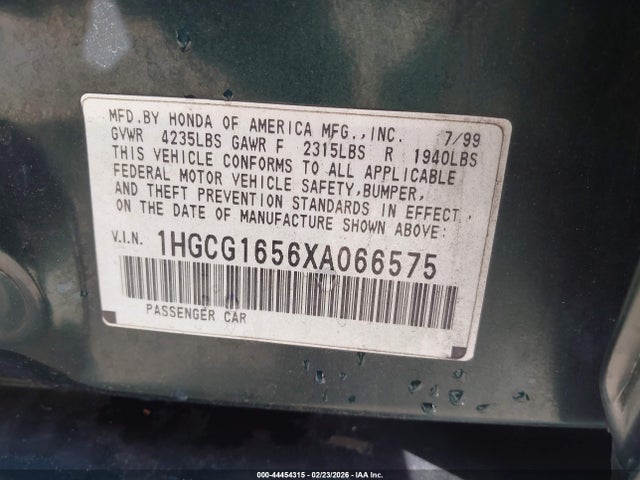 MFD.BY HONDA OF AMERICA MFG.,INC. 7/99
GVWR 4235LBS GAWR F 2315LBS R 1940LBS
THIS VEHICLE CONFORMS TO ALL APPLICABLE
FEDERAL MOTOR VEHICLE SAFETY,BUMPER,
AND THEFT PREVENTION STANDARDS IN EFFECT
ON THE DATE OF MANUFACTURE SHOWN ABOVE:
V.I.N. 1HGCG1656XA066575
PASSENGER CAR
000-44454315 - 02/23/2026 - IAA Inc.